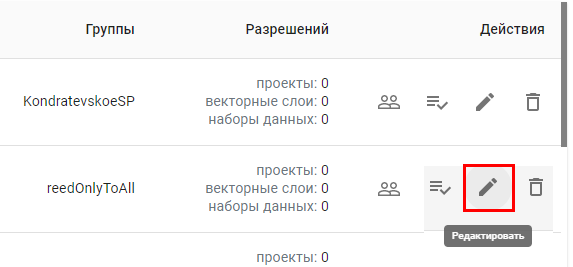 Группы Разрешений Действия
проекты: 0
KondratevskoeSP векторные слои: 0
наборы данных: 0
проекты: 0
reedOnlyToAll векторные слои: 0
наборы данных: 0
Редактировать
проекты: 0